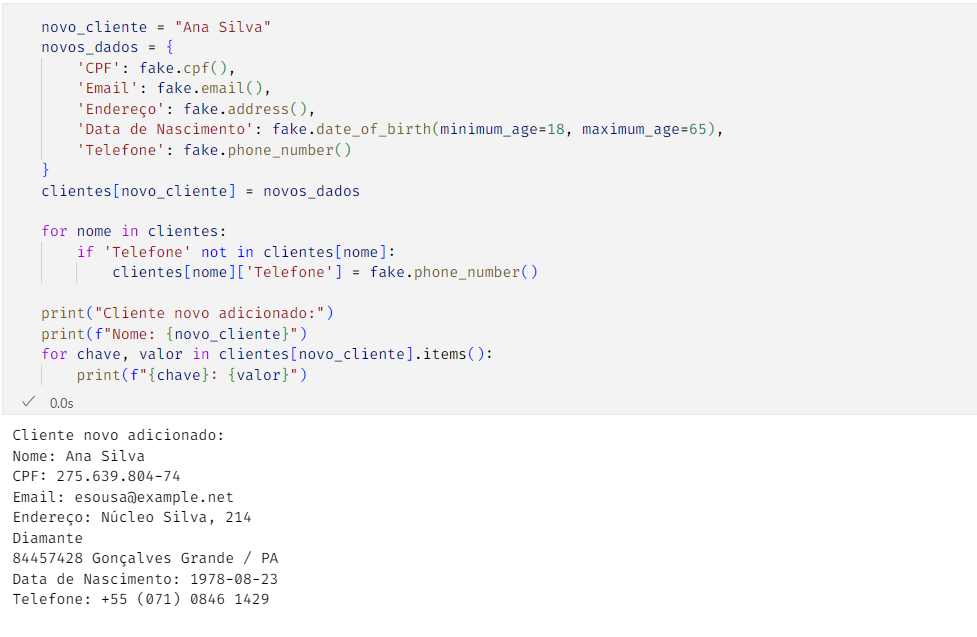 novo_cliente = "Ana Silva"
novos_dados = {
    'CPF': fake.cpf(),
    'Email': fake.email(),
    'Endereço': fake.address(),
    'Data de Nascimento': fake.date_of_birth(minimum_age=18, maximum_age=65),
    'Telefone': fake.phone_number()
}
clientes[novo_cliente] = novos_dados

for nome in clientes:
    if 'Telefone' not in clientes[nome]:
        clientes[nome]['Telefone'] = fake.phone_number()

print("Cliente novo adicionado:")
print(f"Nome: {novo_cliente}")
for chave, valor in clientes[novo_cliente].items():
    print(f"{chave}: {valor}")
✓ 0.0s
Cliente novo adicionado:
Nome: Ana Silva
CPF: 275.639.804-74
Email: esousa@example.net
Endereço: Núcleo Silva, 214
Diamante
84457428 Gonçalves Grande / PA
Data de Nascimento: 1978-08-23
Telefone: +55 (071) 0846 1429